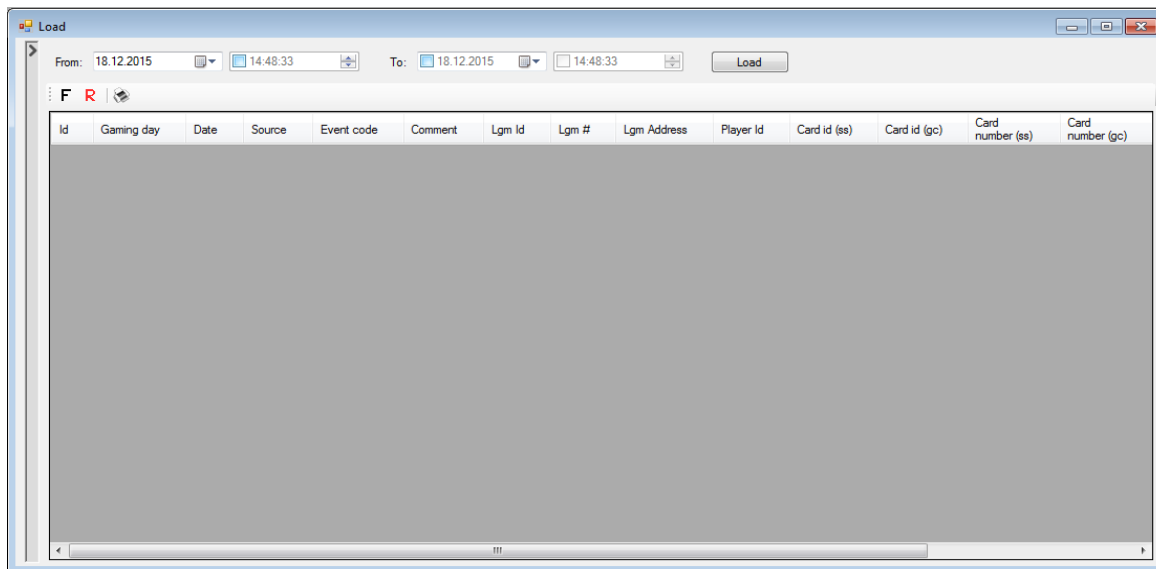 Load
From: 18.12.2015 14:48:33 To: 18.12.2015 14:48:33 Load
F R
Id Gaming day Date Source Event code Comment Lgm Id Lgm # Lgm Address Player Id Card id (ss) Card id (gc) Card number (ss) Card number (gc)